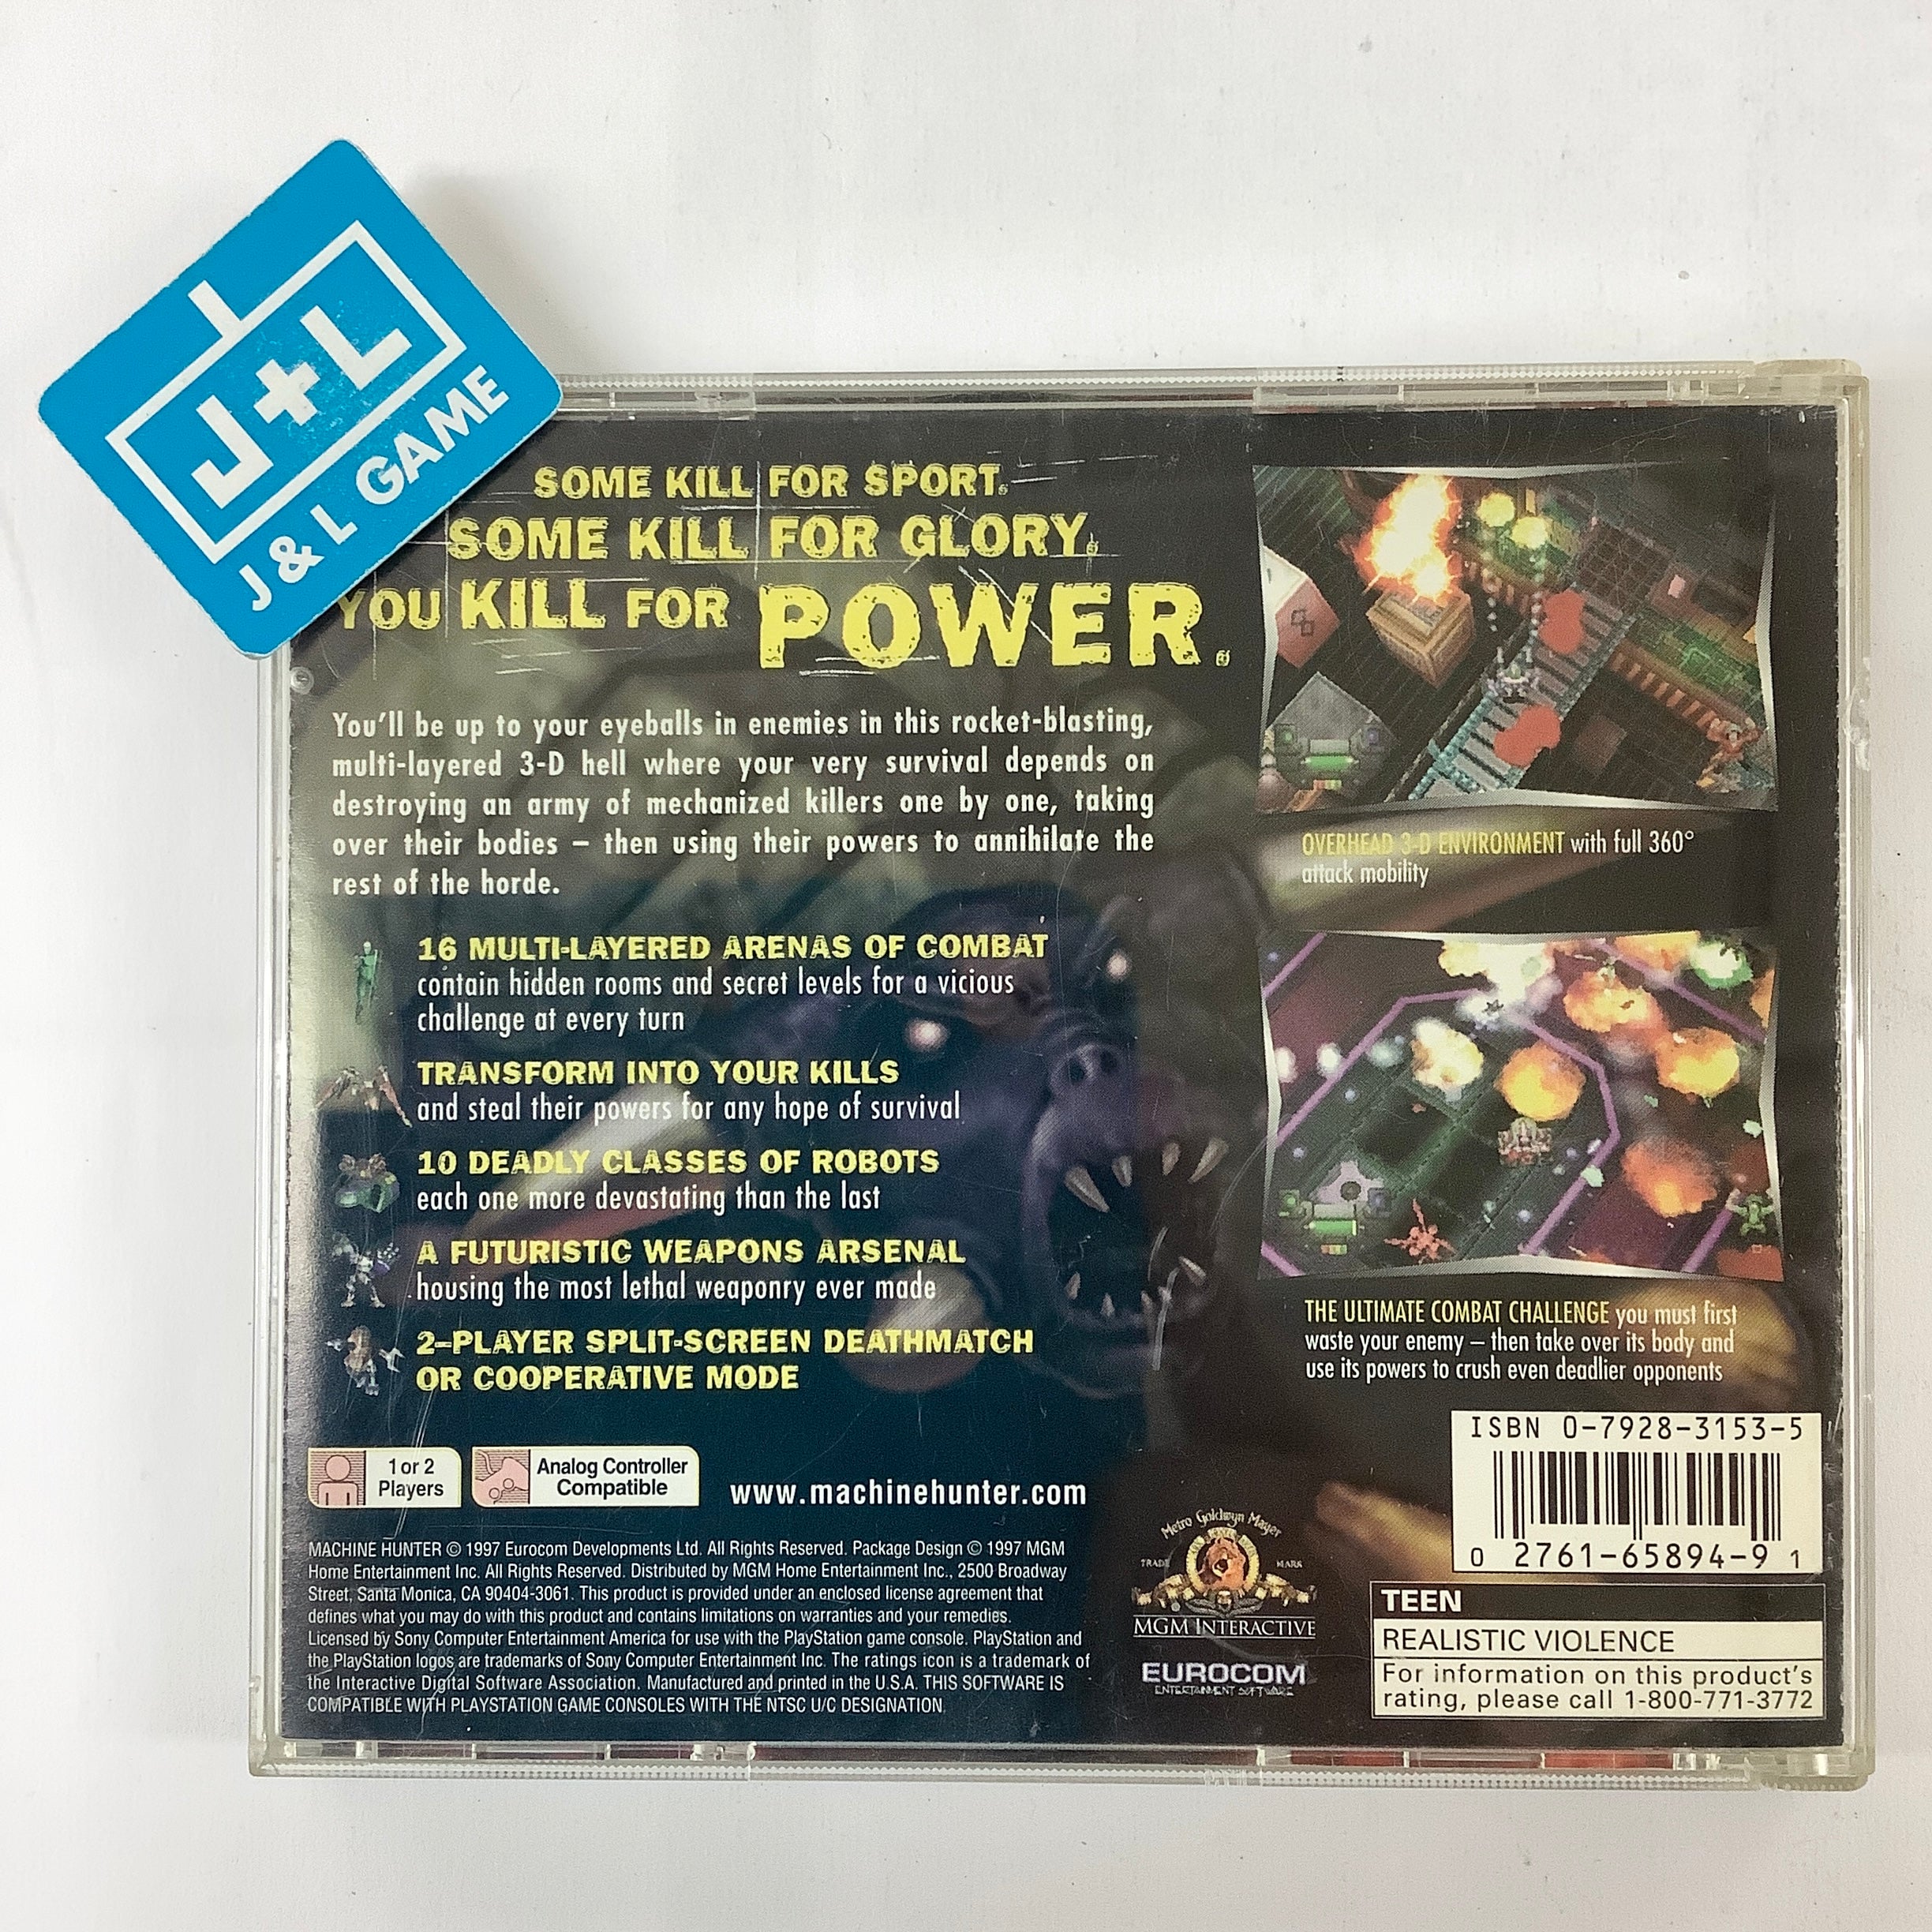 J+L
J & L GAME
SOME KILL FOR SPORT.
SOME KILL FOR GLORY.
YOU KILL FOR POWER.
You'll be up to your eyeballs in enemies in this rocket-blasting,
multi-layered 3-D hell where your very survival depends on
destroying an army of mechanized killers one by one, taking
over their bodies – then using their powers to annihilate the
rest of the horde.
16 MULTI-LAYERED ARENAS OF COMBAT
contain hidden rooms and secret levels for a vicious
challenge at every turn
TRANSFORM INTO YOUR KILLS
and steal their powers for any hope of survival
10 DEADLY CLASSES OF ROBOTS
each one more devastating than the last
A FUTURISTIC WEAPONS ARSENAL
housing the most lethal weaponry ever made
2-PLAYER SPLIT-SCREEN DEATHMATCH
OR COOPERATIVE MODE
OVERHEAD 3-D ENVIRONMENT with full 360°
attack mobility
THE ULTIMATE COMBAT CHALLENGE you must first
waste your enemy – then take over its body and
use its powers to crush even deadlier opponents
1 or 2
Players
Analog Controller
Compatible
www.machinehunter.com
MACHINE HUNTER © 1997 Eurocom Developments Ltd. All Rights Reserved. Package Design © 1997 MGM
Home Entertainment Inc. All Rights Reserved. Distributed by MGM Home Entertainment Inc., 2500 Broadway
Street, Santa Monica, CA 90404-3061. This product is provided under an enclosed license agreement that
defines what you may do with this product and contains limitations on warranties and your remedies.
Licensed by Sony Computer Entertainment America for use with the PlayStation game console. PlayStation and
the PlayStation logos are trademarks of Sony Computer Entertainment Inc. The ratings icon is a trademark of
the Interactive Digital Software Association. Manufactured and printed in the U.S.A. THIS SOFTWARE IS
COMPATIBLE WITH PLAYSTATION GAME CONSOLES WITH THE NTSC U/C DESIGNATION.
Metro Goldwyn Mayer
TRADE MARK
MGM INTERACTIVE
EUROCOM
ENTERTAINMENT SOFTWARE
ISBN 0-7928-3153-5
0 2761-65894-9 1
TEEN
REALISTIC VIOLENCE
For information on this product's
rating, please call 1-800-771-3772